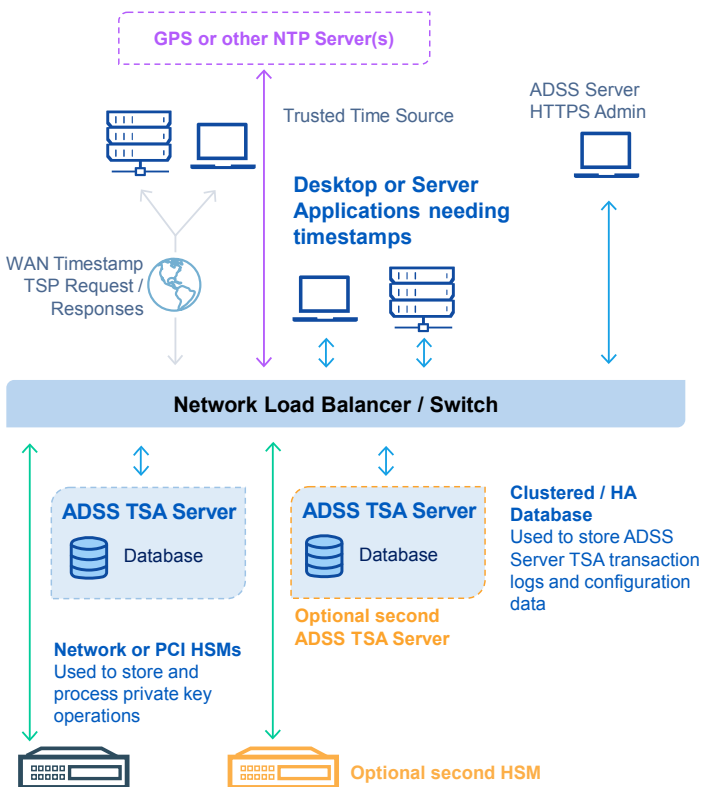 GPS or other NTP Server(s)
Trusted Time Source
ADSS Server
HTTPS Admin
Desktop or Server
Applications needing
timestamps
WAN Timestamp
TSP Request /
Responses
Network Load Balancer / Switch
ADSS TSA Server
Database
ADSS TSA Server
Database
Optional second
ADSS TSA Server
Clustered / HA
Database
Used to store ADSS
Server TSA transaction
logs and configuration
data
Network or PCI HSMs
Used to store and
process private key
operations
Optional second HSM